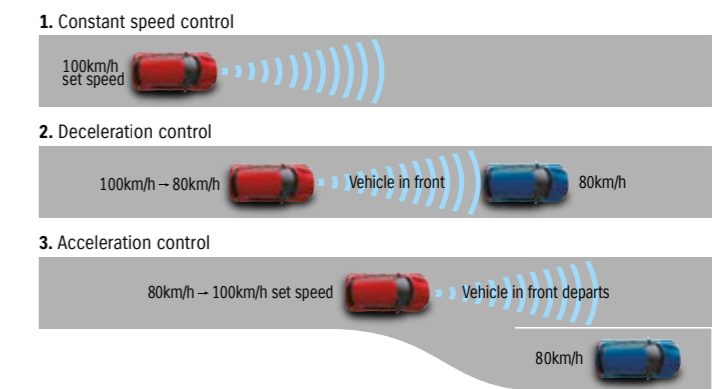 1. Constant speed control
100km/h
set speed
2. Deceleration control
100km/h → 80km/h
Vehicle in front
80km/h
3. Acceleration control
80km/h → 100km/h set speed
Vehicle in front departs
80km/h